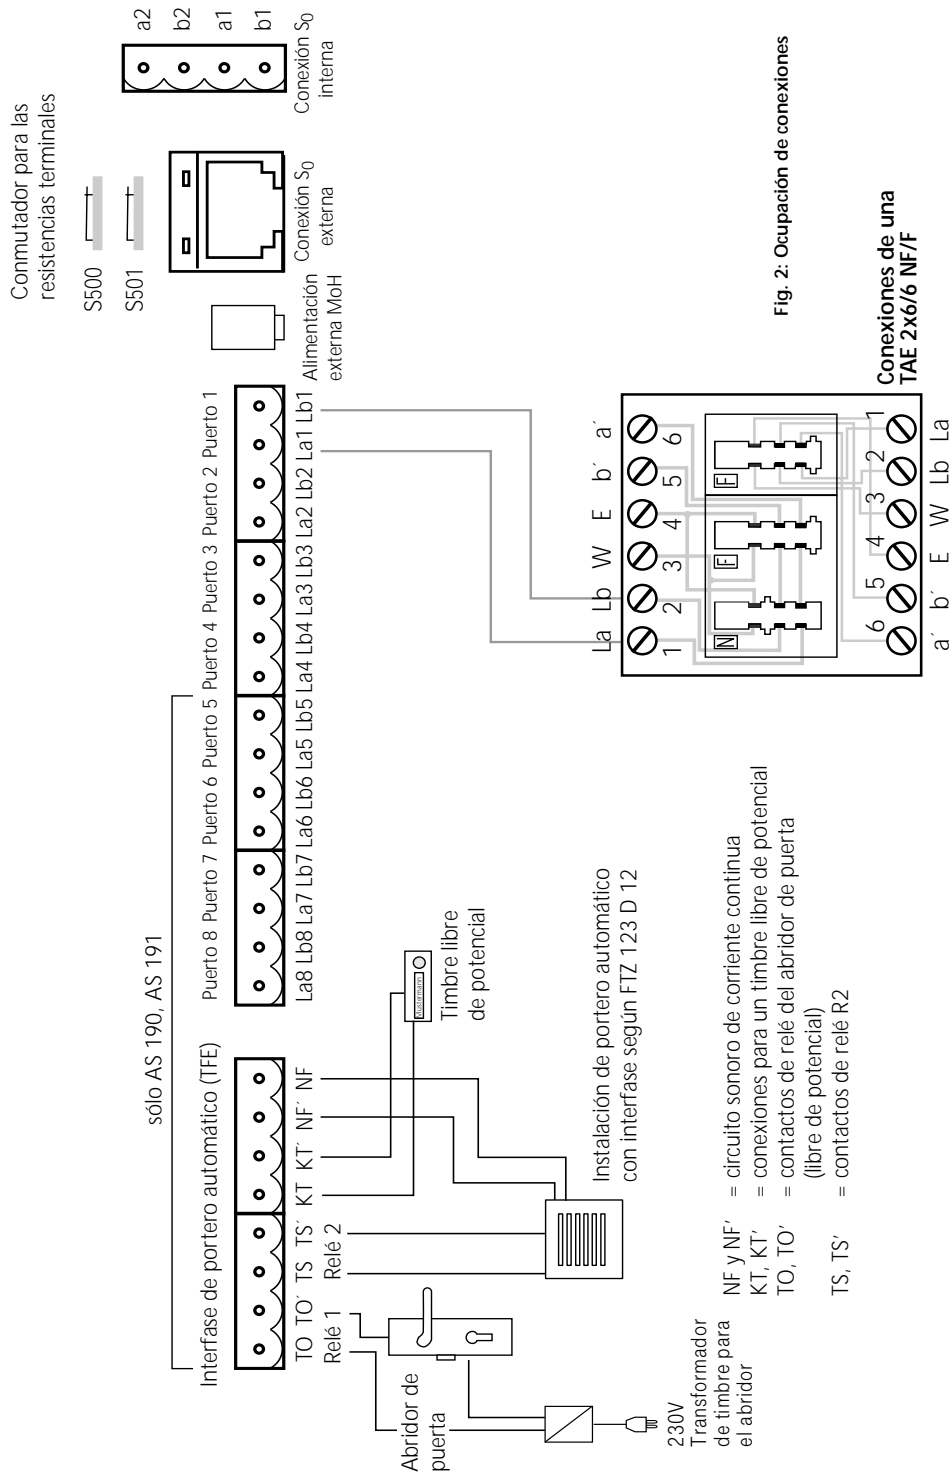 sólo AS 190, AS 191
Interfase de portero automático (TFE)
Puerto 8 Puerto 7 Puerto 6 Puerto 5 Puerto 4 Puerto 3 Puerto 2 Puerto 1
TO TO´ TS TS´ KT KT´ NF´ NF
Relé 1 Relé 2
La8 Lb8 La7 Lb7 La6 Lb6 La5 Lb5 La4 Lb4 La3 Lb3 La2 Lb2 La1 Lb1
Alimentación
externa MoH
Conmutador para las
resistencias terminales
S500
S501
Conexión S0
externa
a2
b2
a1
b1
Conexión S0
interna
Abridor de
puerta
230V
Transformador
de timbre para
el abridor
Mustermann
Timbre libre
de potencial
Instalación de portero automático
con interfase según FTZ 123 D 12
NF y NF′ = circuito sonoro de corriente continua
KT, KT′ = conexiones para un timbre libre de potencial
TO, TO′ = contactos de relé del abridor de puerta
(libre de potencial)
TS, TS′ = contactos de relé R2
La Lb W E b´ a´
1 2 3 4 5 6
N F F
6 5 4 3 2 1
a´ b´ E W Lb La
Conexiones de una
TAE 2x6/6 NF/F
Fig. 2: Ocupación de conexiones